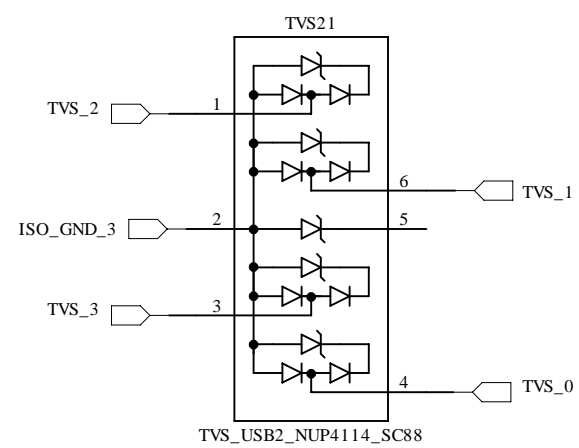 TVS21
TVS_2
1
6
TVS_1
ISO_GND_3
2
5
TVS_3
3
4
TVS_0
TVS_USB2_NUP4114_SC88